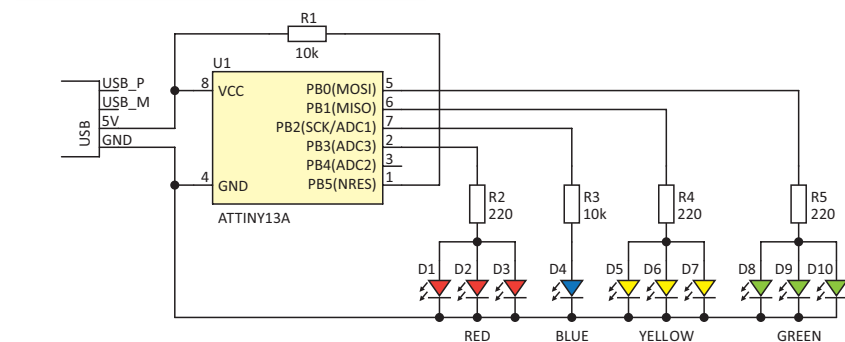 R1
10k
U1
8 VCC PB0(MOSI) 5
PB1(MISO) 6
PB2(SCK/ADC1) 7
PB3(ADC3) 2
PB4(ADC2) 3
4 GND PB5(NRES) 1
ATTINY13A
USB
USB_P
USB_M
5V
GND
R2
220
R3
10k
R4
220
R5
220
D1 D2 D3 D4 D5 D6 D7 D8 D9 D10
RED BLUE YELLOW GREEN